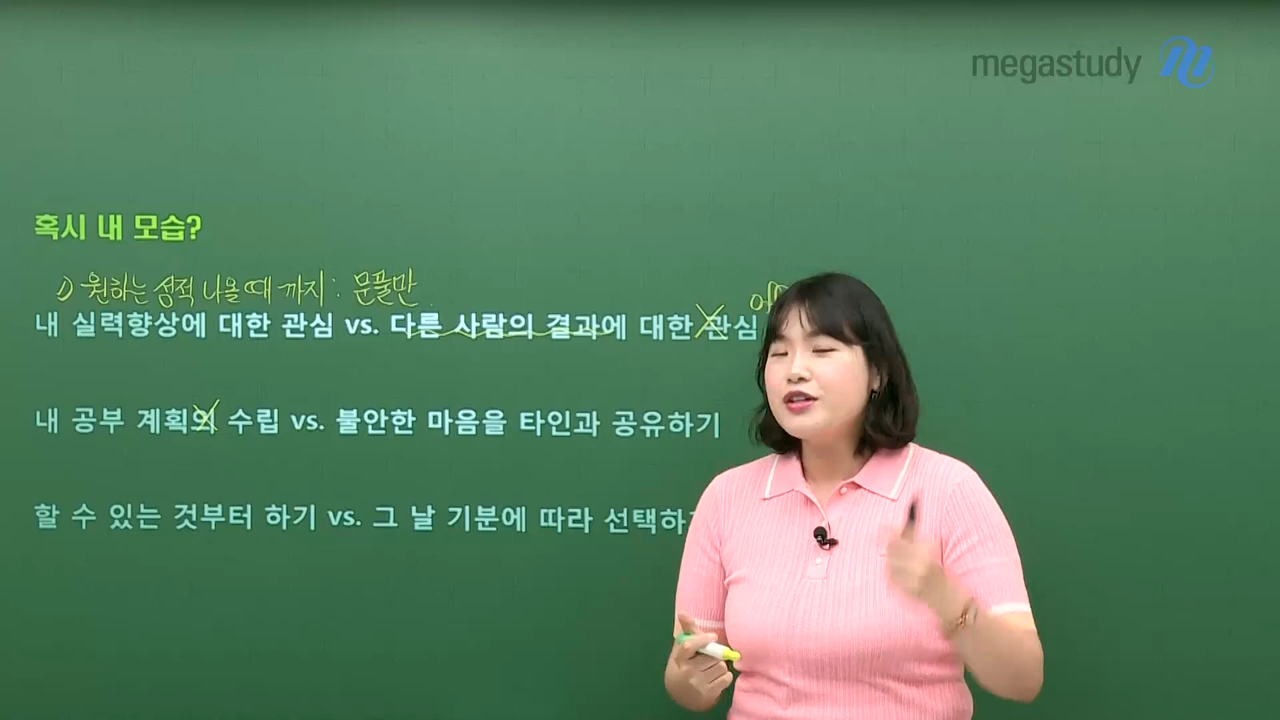 megastudy
혹시 내 모습?
1) 원하는 성적 나올 때 까지 : 문풀만
내 실력향상에 대한 관심 vs. 다른 사람의 결과에 대한 관심
내 공부 계획의 수립 vs. 불안한 마음을 타인과 공유하기
할 수 있는 것부터 하기 vs. 그 날 기분에 따라 선택하